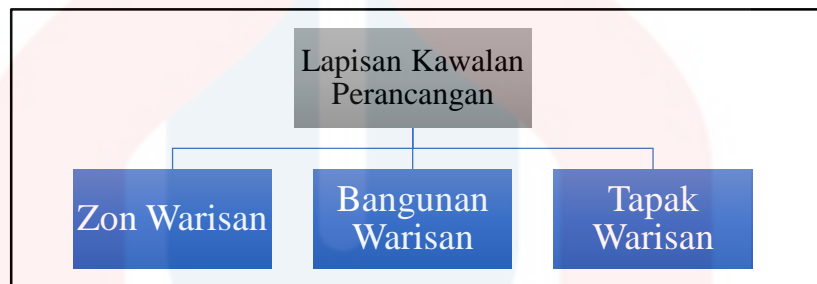 Lapisan Kawalan
Perancangan
Zon Warisan
Bangunan
Warisan
Tapak
Warisan